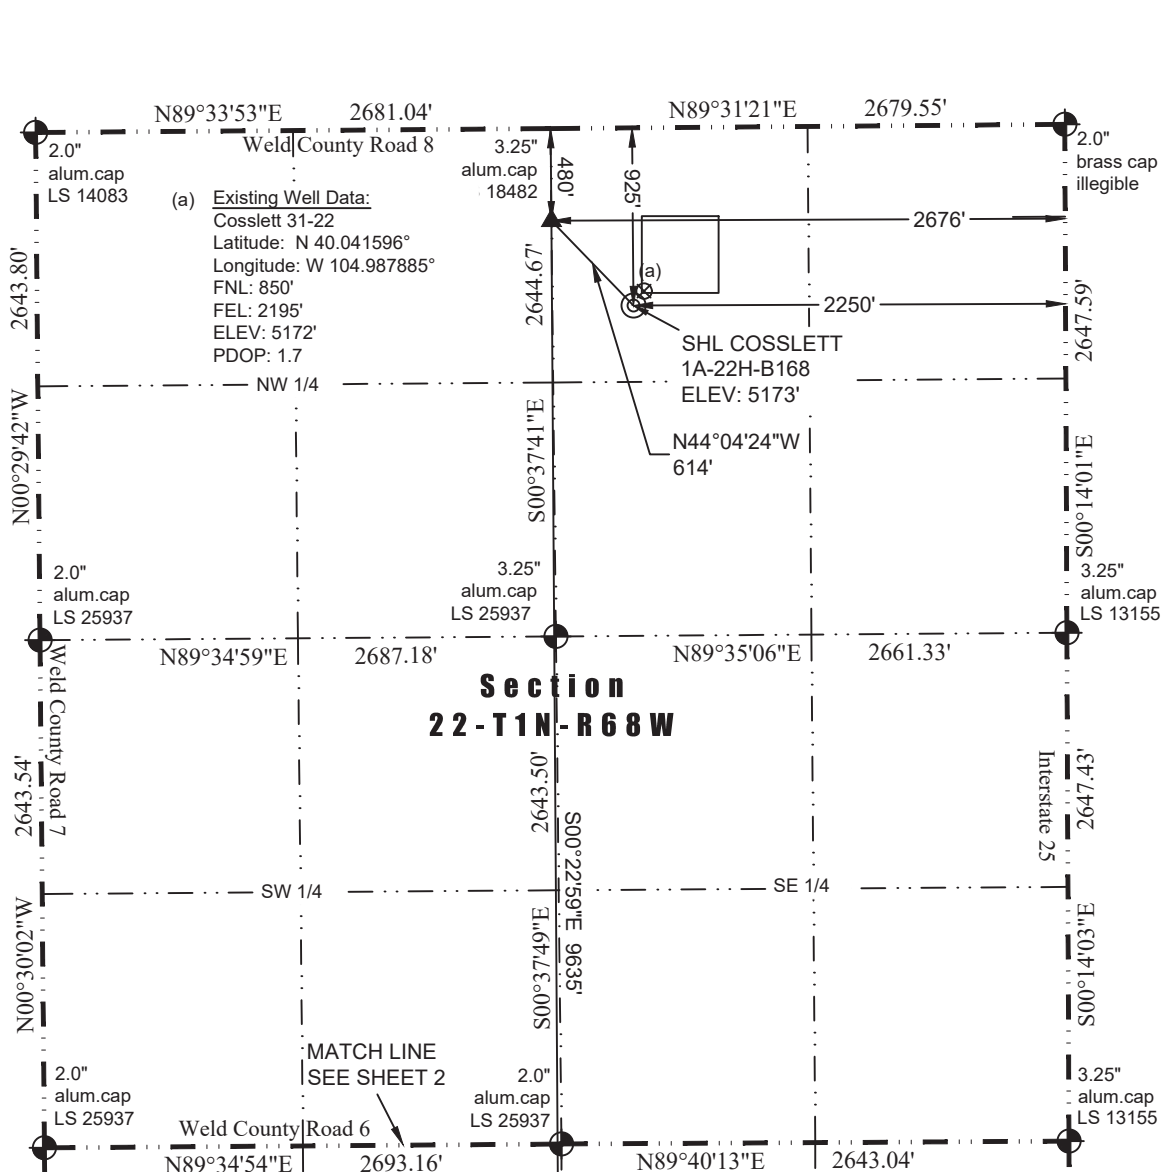 N89°33'53"E 2681.04' N89°31'21"E 2679.55'
Weld County Road 8
2.0"
alum.cap
LS 14083
3.25"
alum.cap
18482
2.0"
brass cap
illegible
(a) Existing Well Data:
Cosslett 31-22
Latitude: N 40.041596°
Longitude: W 104.987885°
FNL: 850'
FEL: 2195'
ELEV: 5172'
PDOP: 1.7
480'
925'
2676'
(a)
2250'
SHL COSSLETT
1A-22H-B168
ELEV: 5173'
N44°04'24"W
614'
2643.80'
N00°29'42"W
2644.67'
S00°37'41"E
2647.59'
S00°14'01"E
NW 1/4
2.0"
alum.cap
LS 25937
3.25"
alum.cap
LS 25937
3.25"
alum.cap
LS 13155
N89°34'59"E 2687.18' N89°35'06"E 2661.33'
Section
22-T1N-R68W
Weld County Road 7
2643.54'
N00°30'02"W
2643.50'
S00°37'49"E
S00°22'59"E 9635'
Interstate 25
2647.43'
S00°14'03"E
SW 1/4
SE 1/4
MATCH LINE
SEE SHEET 2
2.0"
alum.cap
LS 25937
2.0"
alum.cap
LS 25937
3.25"
alum.cap
LS 13155
Weld County Road 6
N89°34'54"E 2693.16' N89°40'13"E 2643.04'